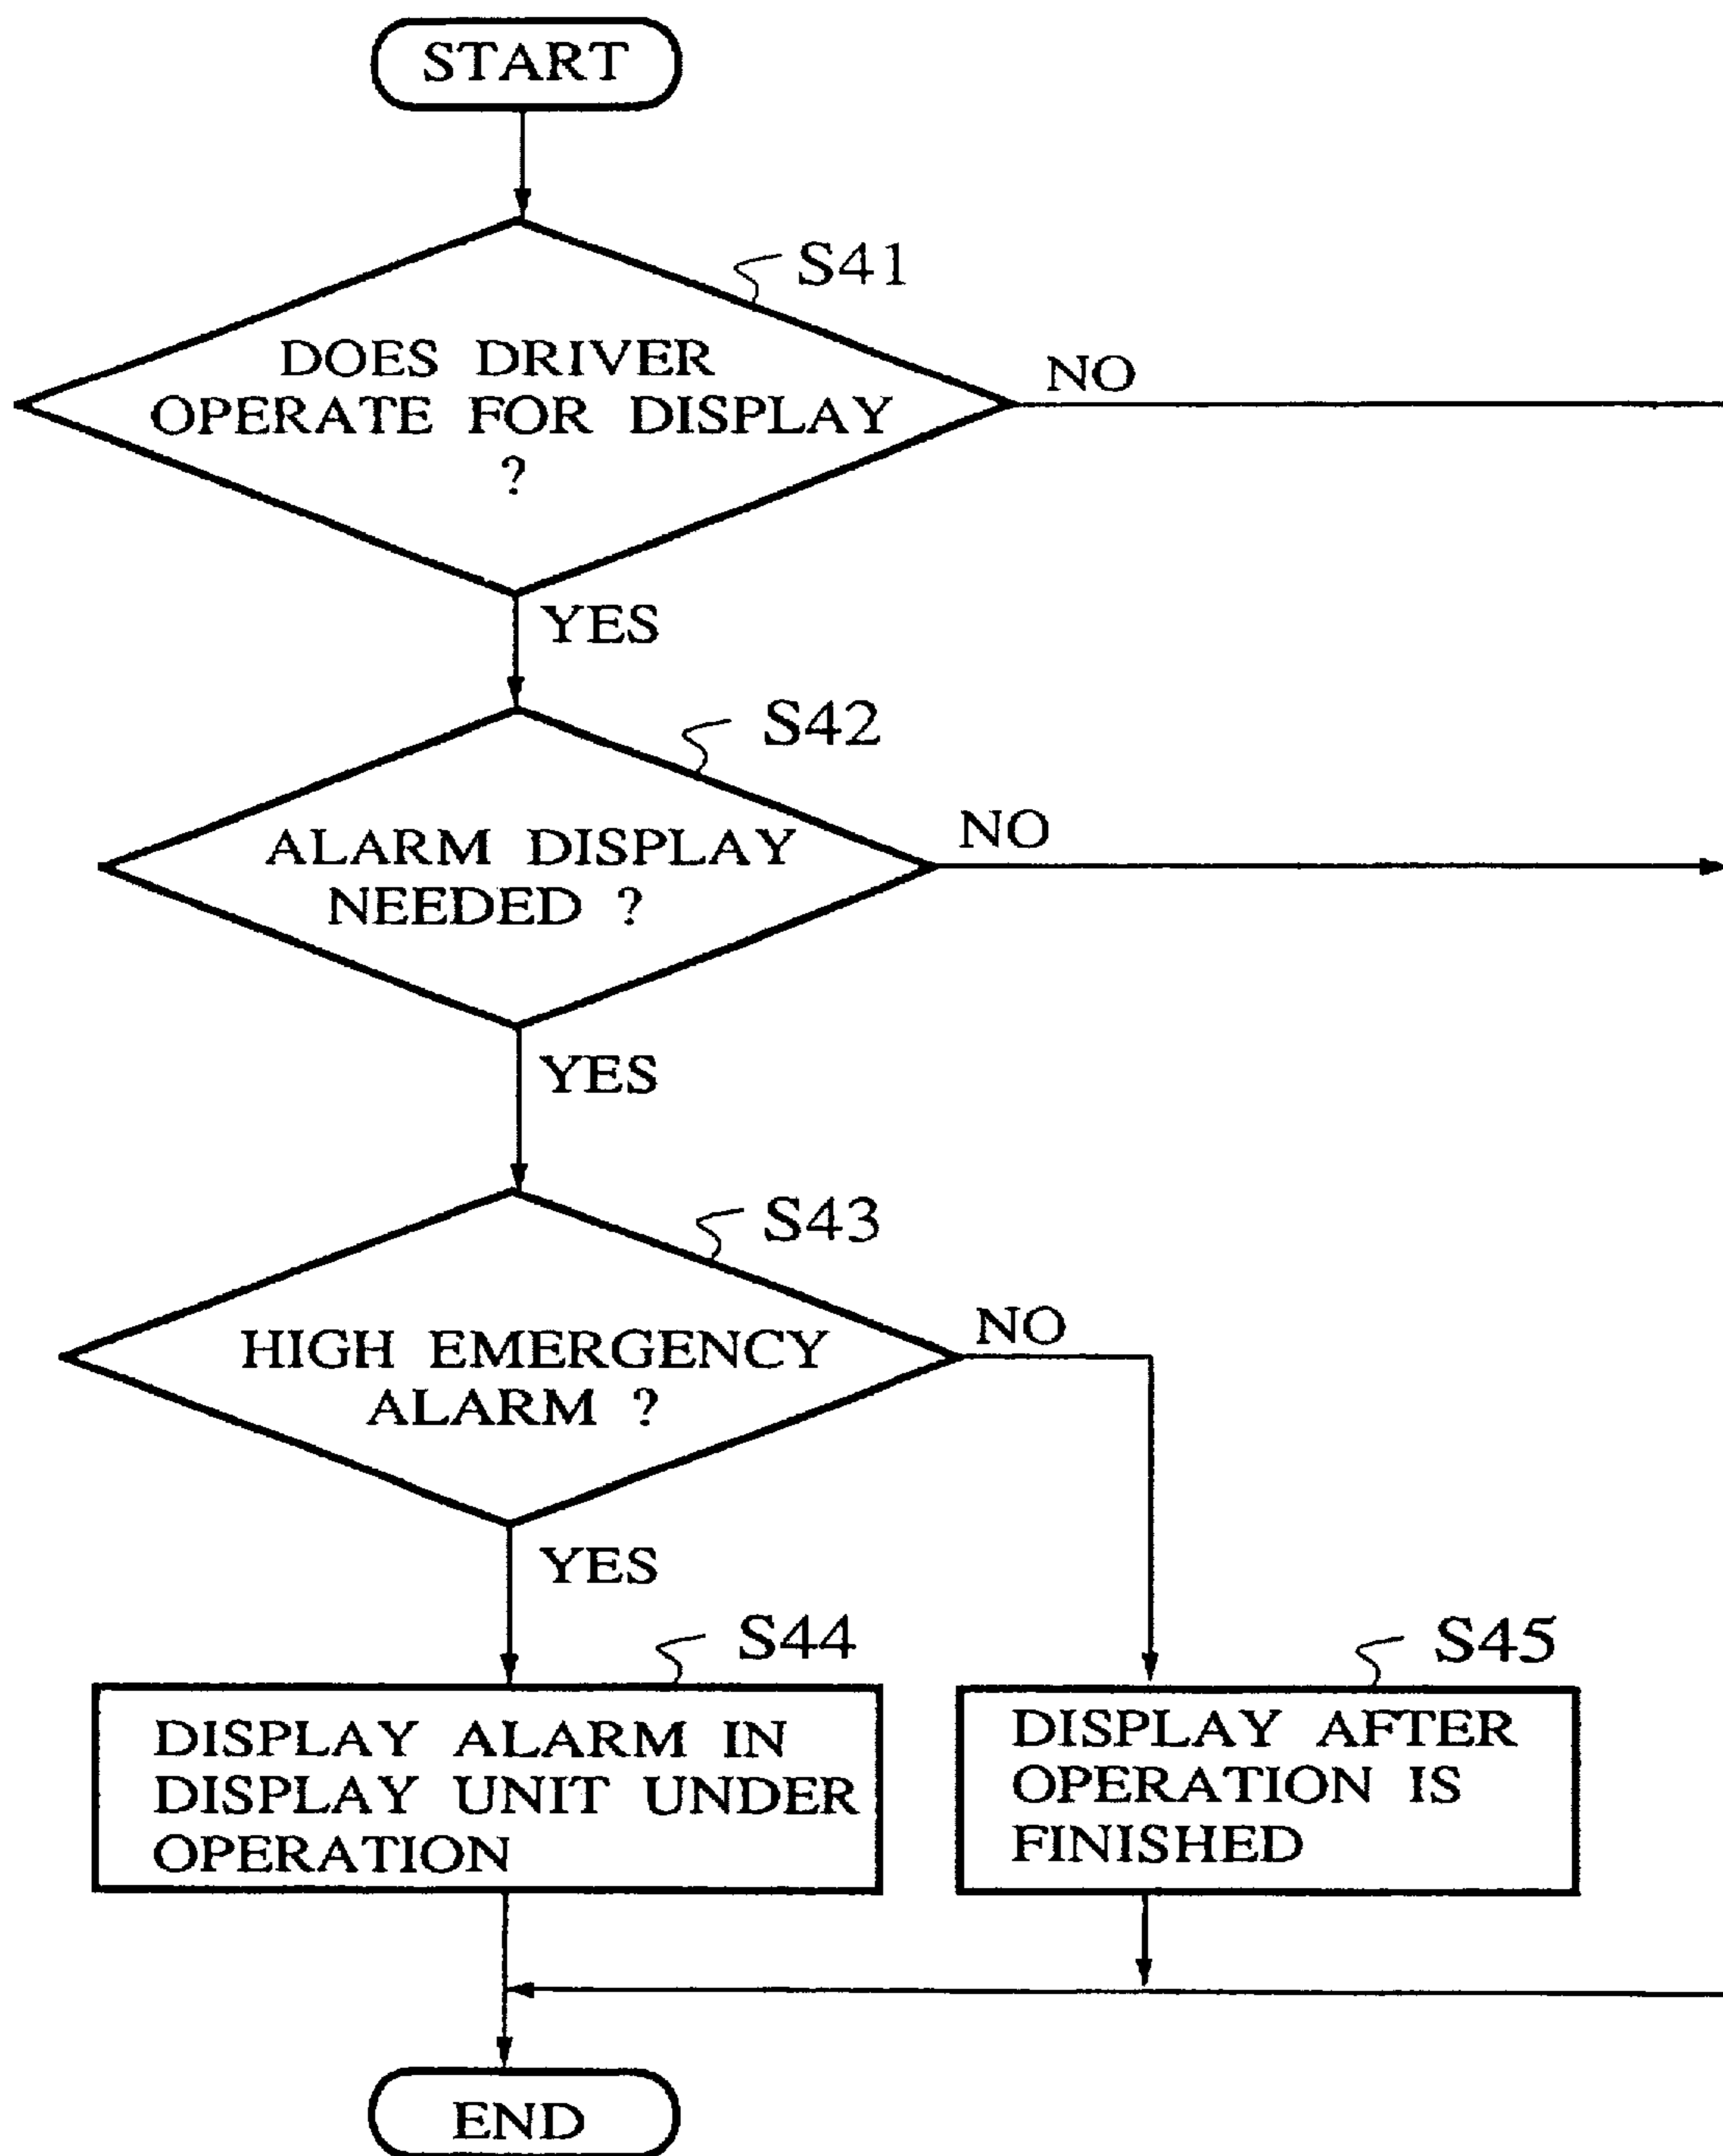 START
S41
DOES DRIVER
OPERATE FOR DISPLAY
?
NO
YES
S42
ALARM DISPLAY
NEEDED ?
NO
YES
S43
HIGH EMERGENCY
ALARM ?
NO
YES
S44
DISPLAY ALARM IN
DISPLAY UNIT UNDER
OPERATION
S45
DISPLAY AFTER
OPERATION IS
FINISHED
END